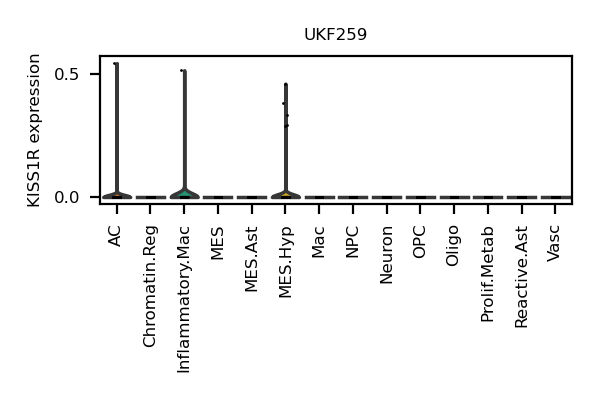 UKF259
KISS1R expression
0.5
0.0
AC
Chromatin.Reg
Inflammatory.Mac
MES
MES.Ast
MES.Hyp
Mac
NPC
Neuron
OPC
Oligo
Prolif.Metab
Reactive.Ast
Vasc